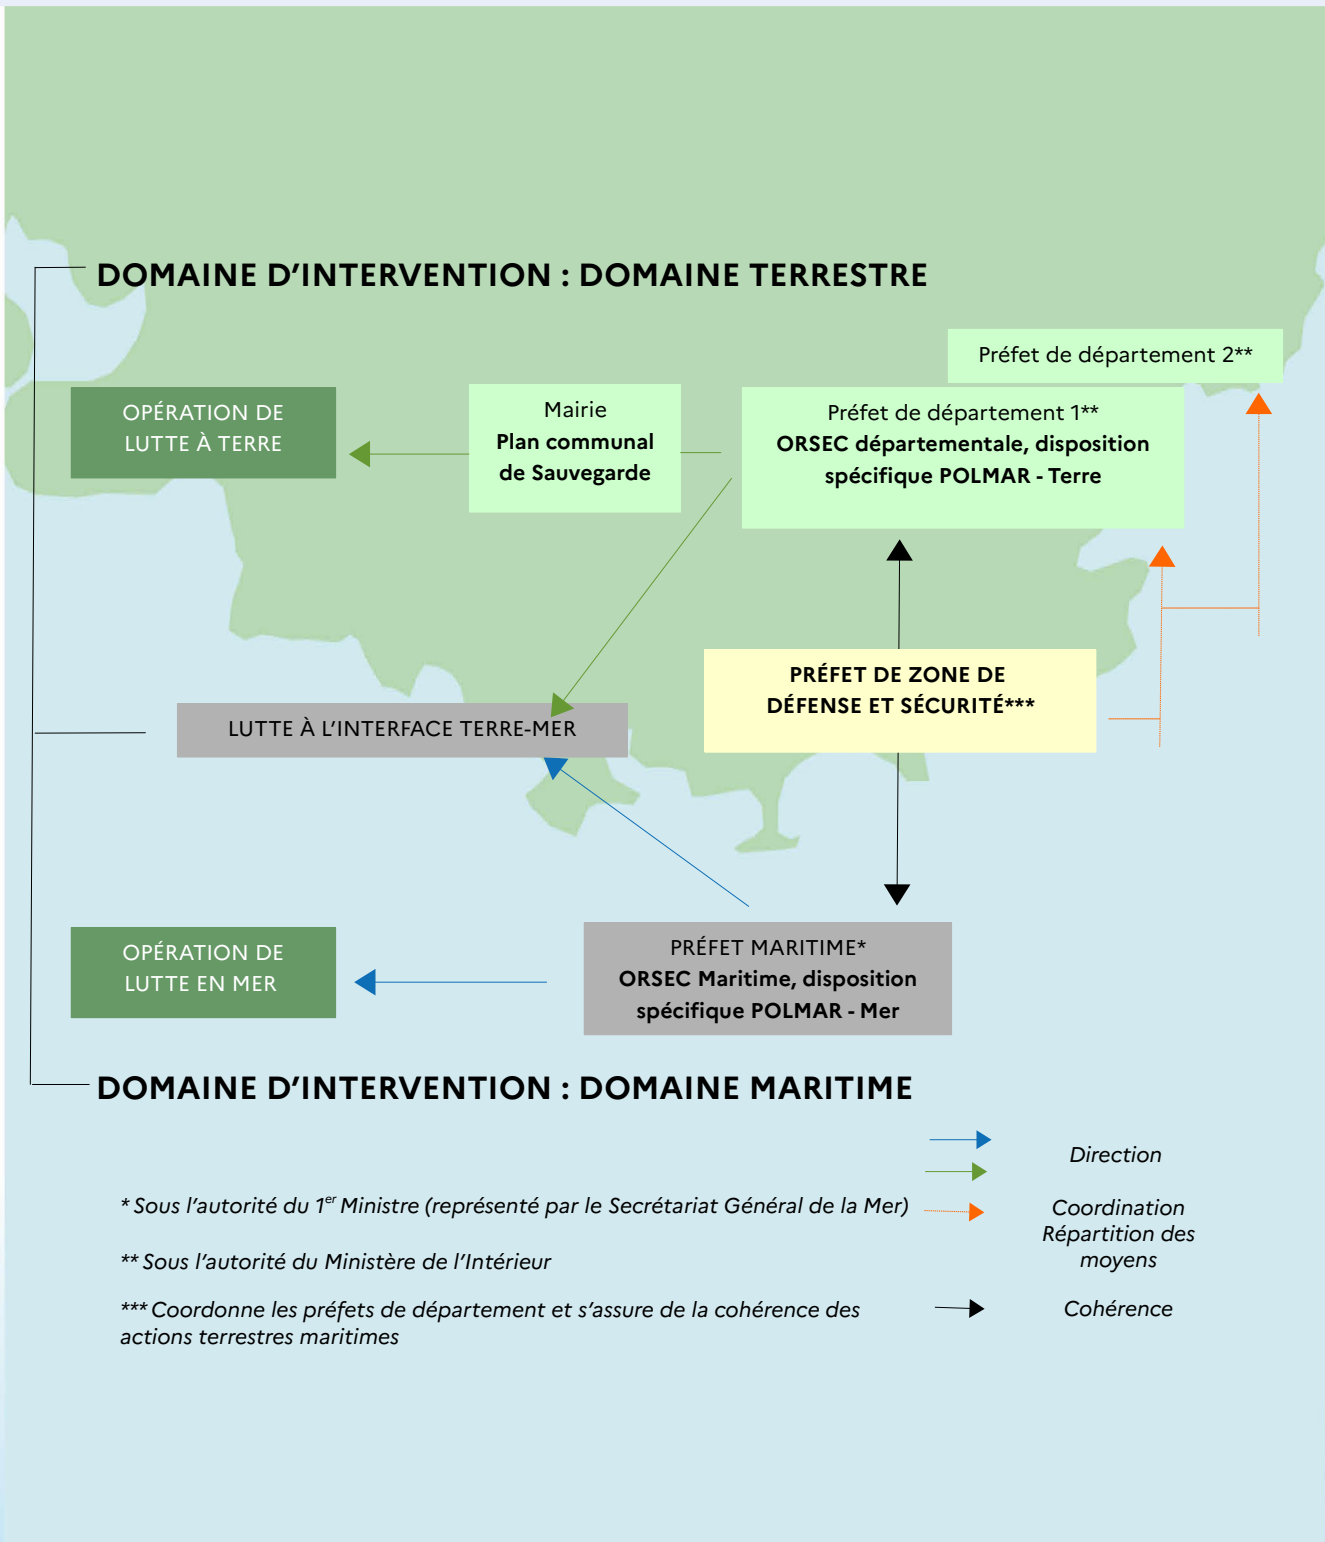 DOMAINE D’INTERVENTION : DOMAINE TERRESTRE
Préfet de département 2**
OPÉRATION DE
LUTTE À TERRE
Mairie
Plan communal
de Sauvegarde
Préfet de département 1**
ORSEC départementale, disposition
spécifique POLMAR - Terre
PRÉFET DE ZONE DE
DÉFENSE ET SÉCURITÉ***
LUTTE À L’INTERFACE TERRE-MER
OPÉRATION DE
LUTTE EN MER
PRÉFET MARITIME*
ORSEC Maritime, disposition
spécifique POLMAR - Mer
DOMAINE D’INTERVENTION : DOMAINE MARITIME
Direction
* Sous l’autorité du 1er Ministre (représenté par le Secrétariat Général de la Mer)
Coordination
Répartition des
moyens
** Sous l’autorité du Ministère de l’Intérieur
*** Coordonne les préfets de département et s’assure de la cohérence des
actions terrestres maritimes
Cohérence